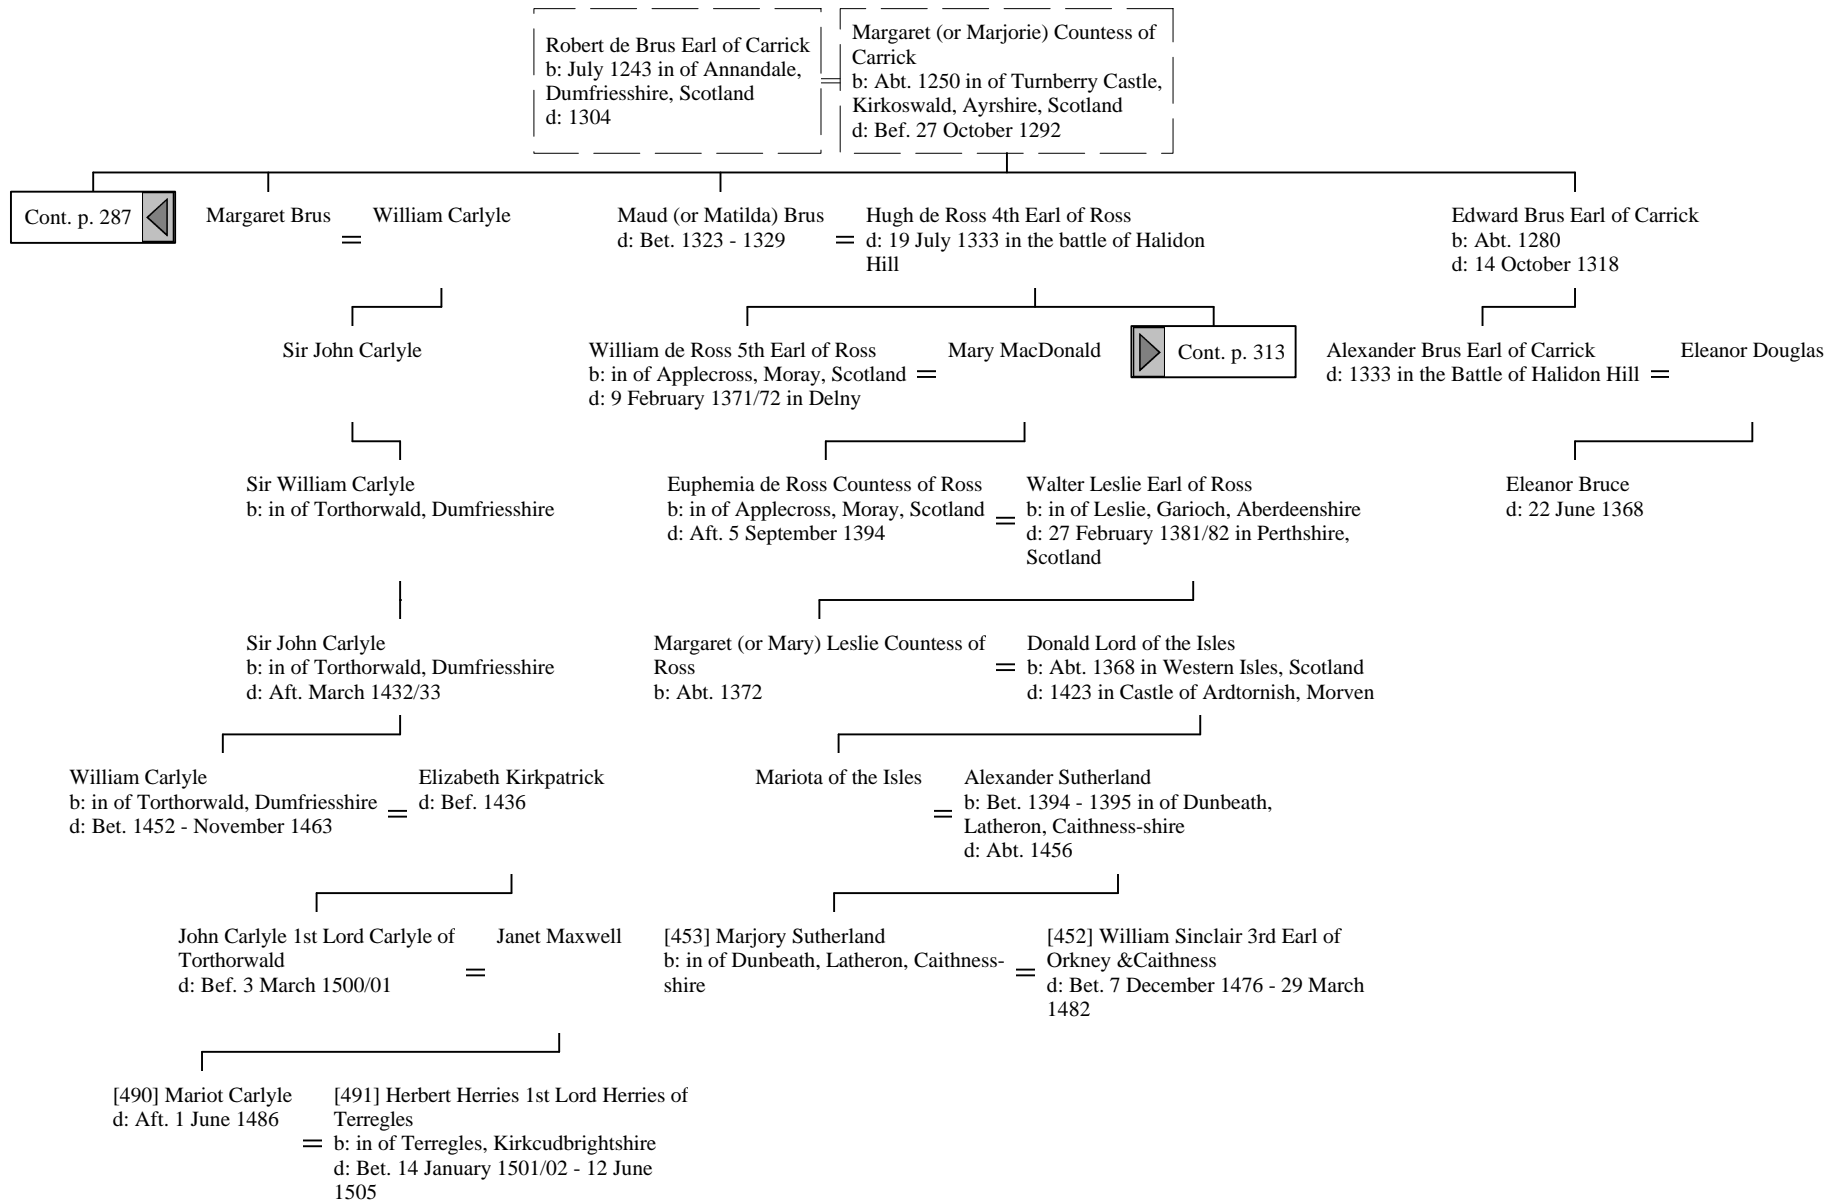 Robert de Brus Earl of Carrick
b: July 1243 in of Annandale,
Dumfriesshire, Scotland
d: 1304
=
Margaret (or Marjorie) Countess of
Carrick
b: Abt. 1250 in of Turnberry Castle,
Kirkoswald, Ayrshire, Scotland
d: Bef. 27 October 1292
Cont. p. 287
Margaret Brus
=
William Carlyle
Maud (or Matilda) Brus
d: Bet. 1323 - 1329
=
Hugh de Ross 4th Earl of Ross
d: 19 July 1333 in the battle of Halidon
Hill
Edward Brus Earl of Carrick
b: Abt. 1280
d: 14 October 1318
Sir John Carlyle
William de Ross 5th Earl of Ross
b: in of Applecross, Moray, Scotland
d: 9 February 1371/72 in Delny
=
Mary MacDonald
Cont. p. 313
Alexander Brus Earl of Carrick
d: 1333 in the Battle of Halidon Hill
=
Eleanor Douglas
Sir William Carlyle
b: in of Torthorwald, Dumfriesshire
Euphemia de Ross Countess of Ross
b: in of Applecross, Moray, Scotland
d: Aft. 5 September 1394
=
Walter Leslie Earl of Ross
b: in of Leslie, Garioch, Aberdeenshire
d: 27 February 1381/82 in Perthshire,
Scotland
Eleanor Bruce
d: 22 June 1368
Sir John Carlyle
b: in of Torthorwald, Dumfriesshire
d: Aft. March 1432/33
Margaret (or Mary) Leslie Countess of
Ross
b: Abt. 1372
=
Donald Lord of the Isles
b: Abt. 1368 in Western Isles, Scotland
d: 1423 in Castle of Ardtornish, Morven
William Carlyle
b: in of Torthorwald, Dumfriesshire
d: Bet. 1452 - November 1463
=
Elizabeth Kirkpatrick
d: Bef. 1436
Mariota of the Isles
=
Alexander Sutherland
b: Bet. 1394 - 1395 in of Dunbeath,
Latheron, Caithness-shire
d: Abt. 1456
John Carlyle 1st Lord Carlyle of
Torthorwald
d: Bef. 3 March 1500/01
=
Janet Maxwell
[453] Marjory Sutherland
b: in of Dunbeath, Latheron, Caithness-
shire
=
[452] William Sinclair 3rd Earl of
Orkney &Caithness
d: Bet. 7 December 1476 - 29 March
1482
[490] Mariot Carlyle
d: Aft. 1 June 1486
=
[491] Herbert Herries 1st Lord Herries of
Terregles
b: in of Terregles, Kirkcudbrightshire
d: Bet. 14 January 1501/02 - 12 June
1505